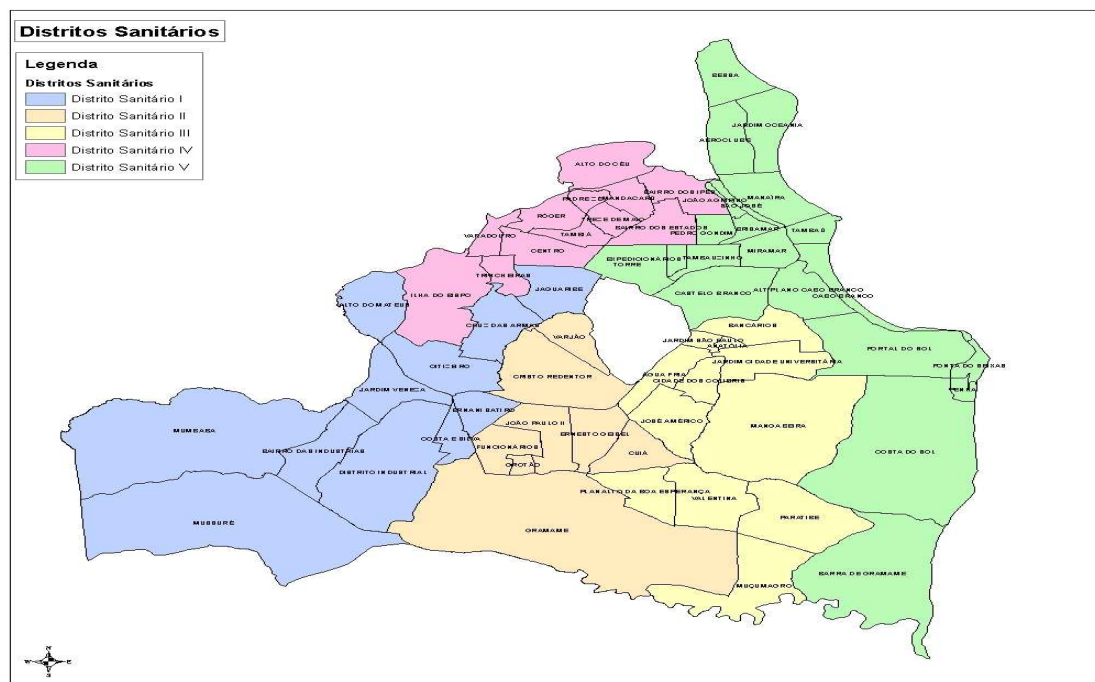 Distritos Sanitários
Legenda
Distritos Sanitários
Distrito Sanitário I
Distrito Sanitário II
Distrito Sanitário III
Distrito Sanitário IV
Distrito Sanitário V
BESSA
JARDIM OCEANIA
AEROCLUBE
ALTO DO CÉU
MANAÍRA
BAIRRO DOS IPÊS
MANDACARU
JOÃO AGRIPINO
SÃO JOSÉ
RÓGER
TREZE DE MAIO
BAIRRO DOS ESTADOS
PEDRO GONDIM
BRISAMAR
TAMBAÚ
VARADOURO
TAMBIÁ
CENTRO
MIRAMAR
EXPEDICIONÁRIOS
TORRE
TAMBAUZINHO
TRINCHEIRAS
JAGUARIBE
CASTELO BRANCO
ALTIPLANO CABO BRANCO
CABO BRANCO
ALTO DO MATEUS
ILHA DO BISPO
CRUZ DAS ARMAS
BANCÁRIOS
VARJÃO
JARDIM SÃO PAULO
ANATOLIA
PORTAL DO SOL
JARDIM CIDADE UNIVERSITÁRIA
OITIZEIRO
CRISTO REDENTOR
ÁGUA FRIA
PONTA DO SEIXAS
CIDADE DOS COLIBRIS
PENHA
JARDIM VENEZA
ERNANI SATIRO
JOÃO PAULO II
JOSÉ AMÉRICO
MUMBABA
MANGABEIRA
ERNESTO GEISEL
COSTA E SILVA
FUNCIONÁRIOS
BAIRRO DAS INDUSTRIAS
CUIÁ
COSTA DO SOL
GROTÃO
DISTRITO INDUSTRIAL
PLANALTO DA BOA ESPERANÇA
VALENTINA
PARATIBE
MUSSURÉ
GRAMAME
BARRA DE GRAMAME
MUÇUMAGRO
N
W
E
S